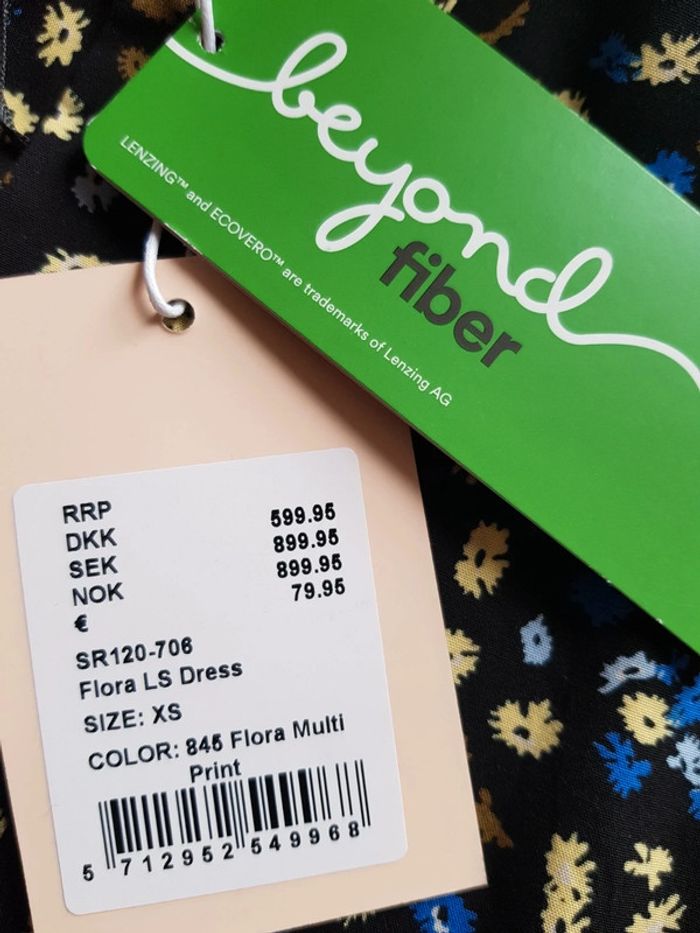 beyond
fiber
LENZING™ and ECOVERO™ are trademarks of Lenzing AG
RRP
DKK 599.95
SEK 899.95
NOK 899.95
€ 79.95
SR120-706
Flora LS Dress
SIZE: XS
COLOR: 845 Flora Multi
Print
5 712952 549968